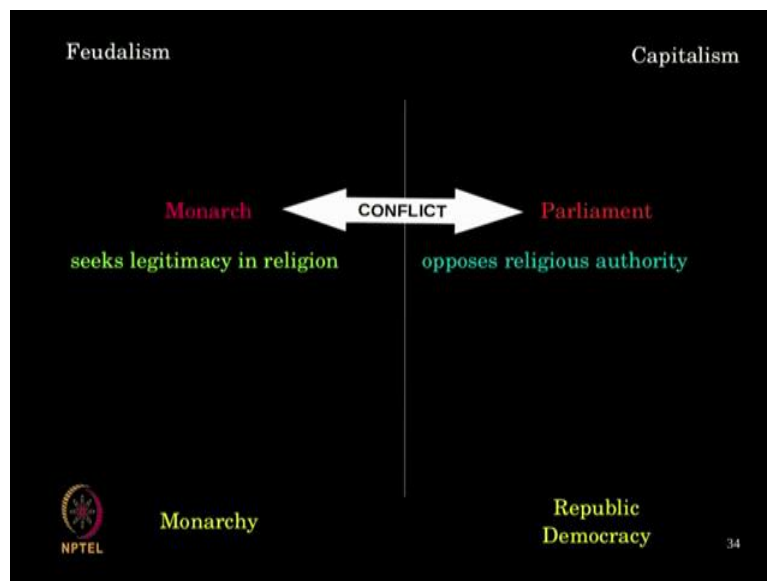 Feudalism
Capitalism
Monarch
CONFLICT
Parliament
seeks legitimacy in religion
opposes religious authority
Monarchy
Republic
Democracy
NPTEL
34